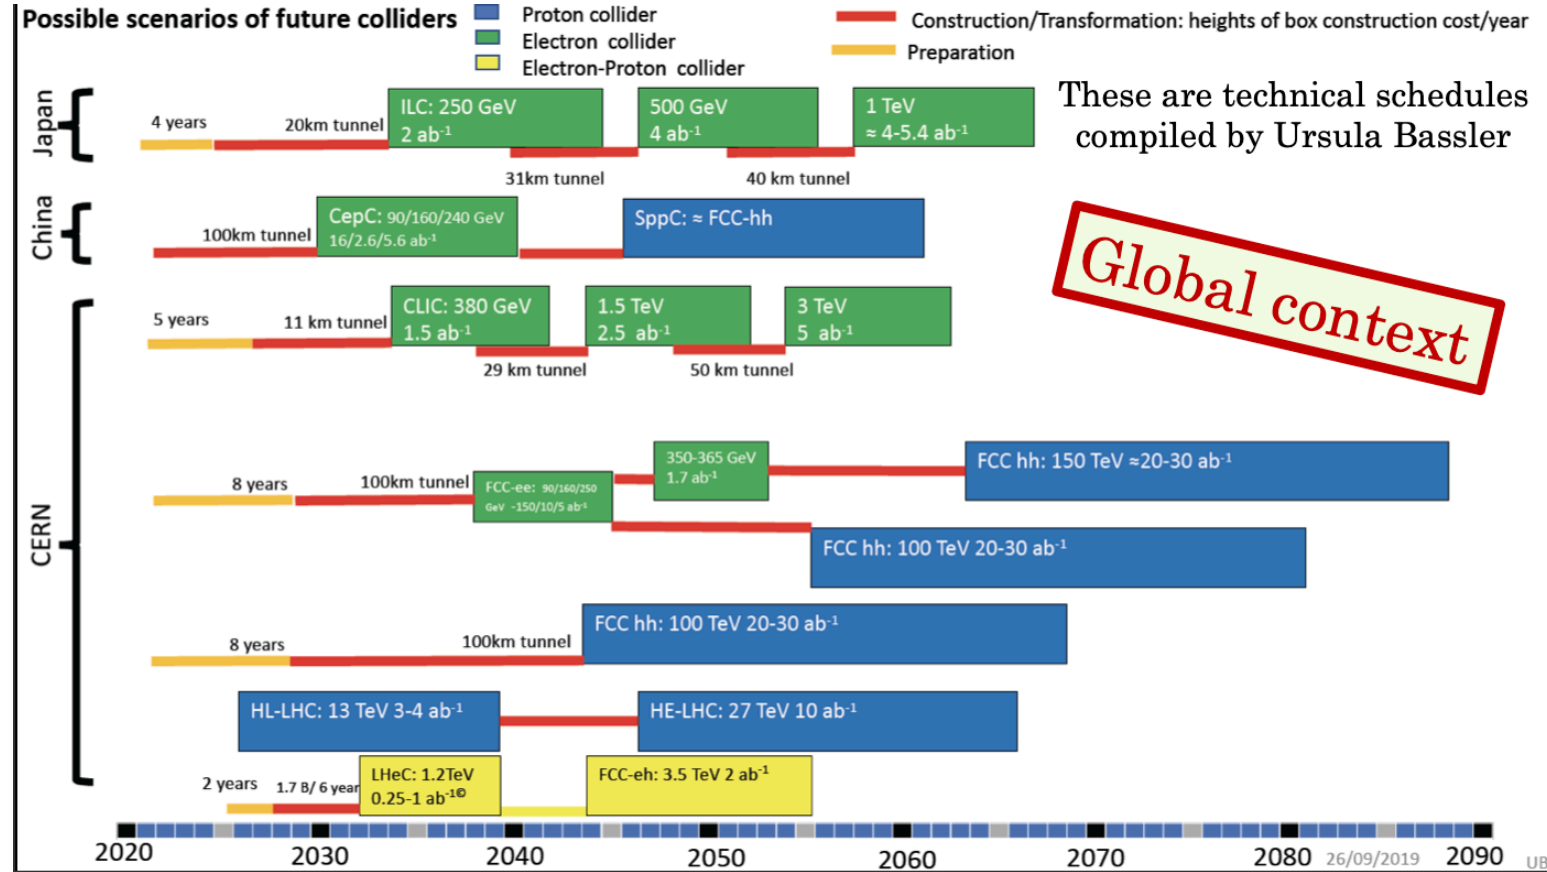 Possible scenarios of future colliders
Proton collider
Electron collider
Electron-Proton collider
Construction/Transformation: heights of box construction cost/year
Preparation
These are technical schedules
compiled by Ursula Bassler
Global context
Japan
4 years
20km tunnel
ILC: 250 GeV
2 ab⁻¹
500 GeV
4 ab⁻¹
1 TeV
≈ 4-5.4 ab⁻¹
31km tunnel
40 km tunnel
China
100km tunnel
CepC: 90/160/240 GeV
16/2.6/5.6 ab⁻¹
SppC: ≈ FCC-hh
CERN
5 years
11 km tunnel
CLIC: 380 GeV
1.5 ab⁻¹
1.5 TeV
2.5 ab⁻¹
3 TeV
5 ab⁻¹
29 km tunnel
50 km tunnel
8 years
100km tunnel
FCC-ee: 90/160/250
GeV -150/10/5 ab⁻¹
350-365 GeV
1.7 ab⁻¹
FCC hh: 150 TeV ≈20-30 ab⁻¹
FCC hh: 100 TeV 20-30 ab⁻¹
8 years
100km tunnel
FCC hh: 100 TeV 20-30 ab⁻¹
HL-LHC: 13 TeV 3-4 ab⁻¹
HE-LHC: 27 TeV 10 ab⁻¹
2 years
1.7 B/ 6 year
LHeC: 1.2TeV
0.25-1 ab⁻¹©
FCC-eh: 3.5 TeV 2 ab⁻¹
2020 2030 2040 2050 2060 2070 2080 26/09/2019 2090 UB